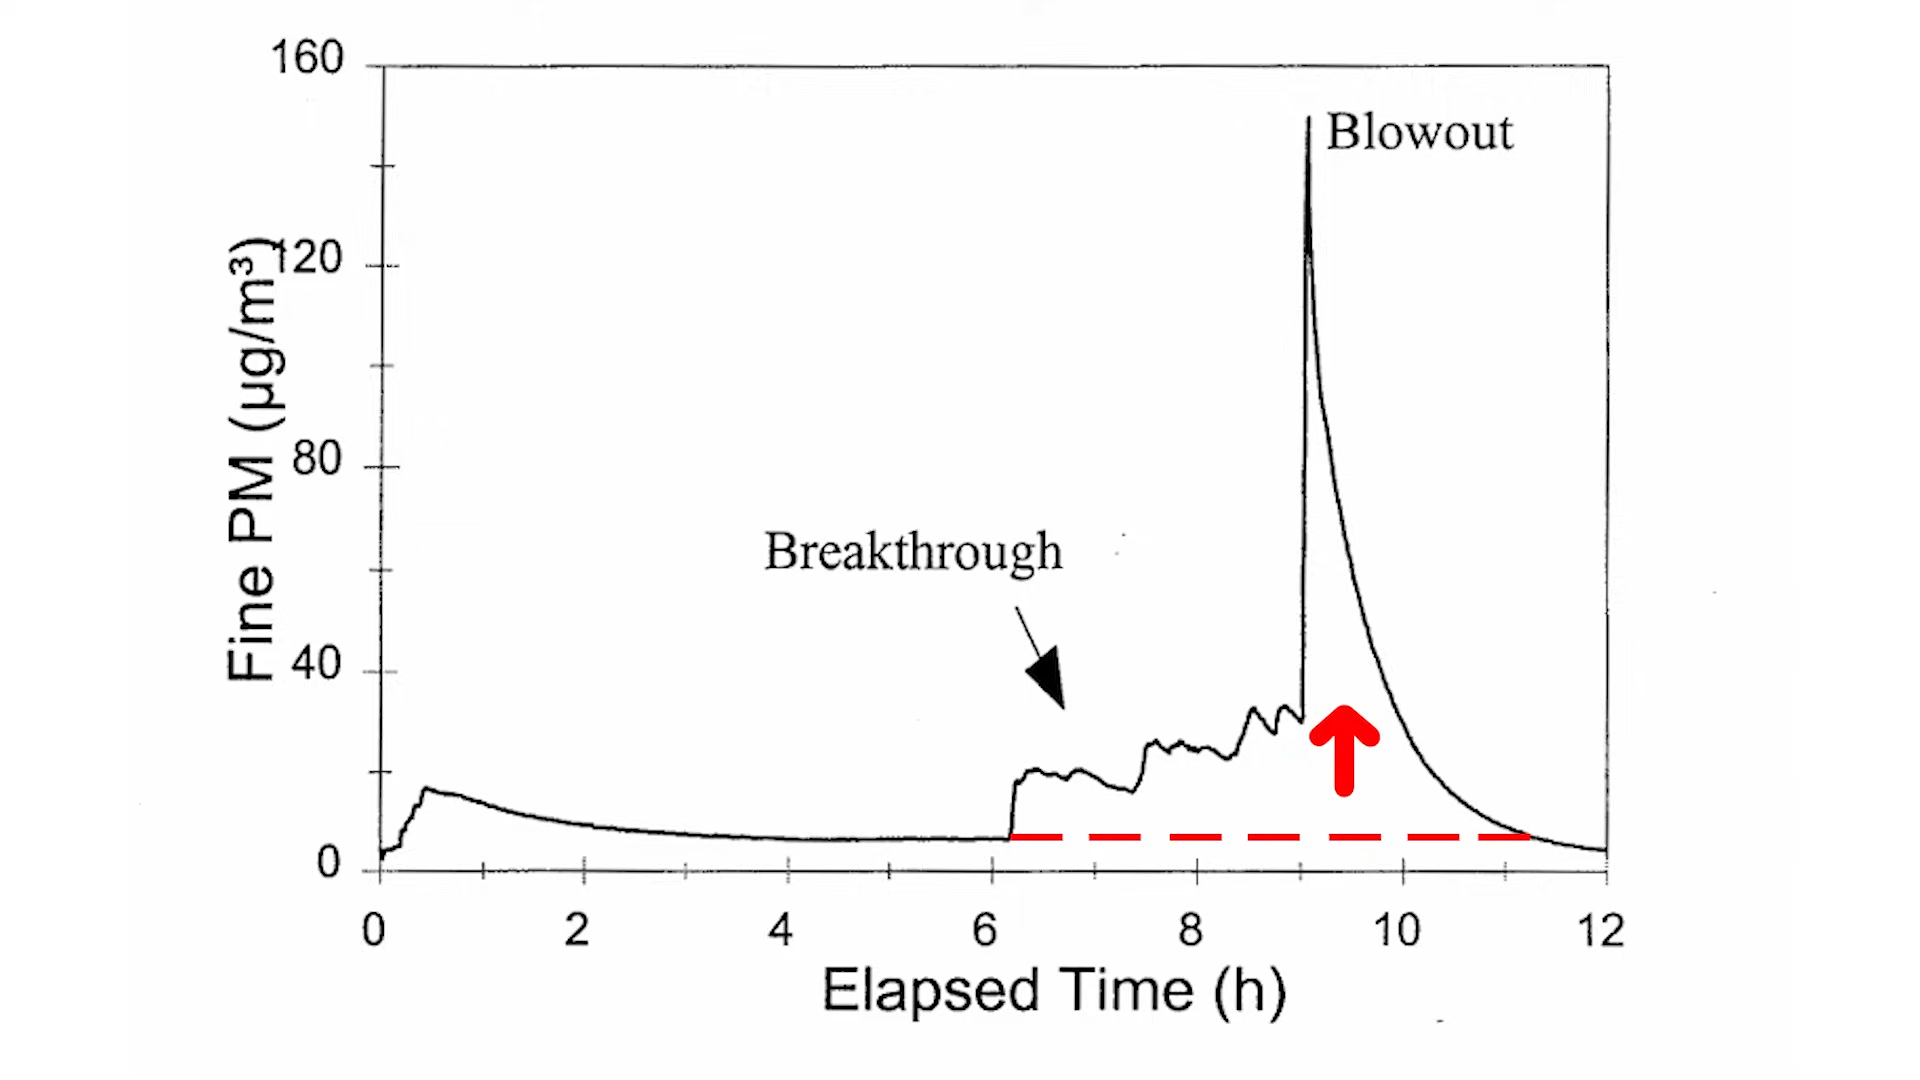 160
Blowout
120
Fine PM (µg/m³)
80
Breakthrough
40
0
0 2 4 6 8 10 12
Elapsed Time (h)